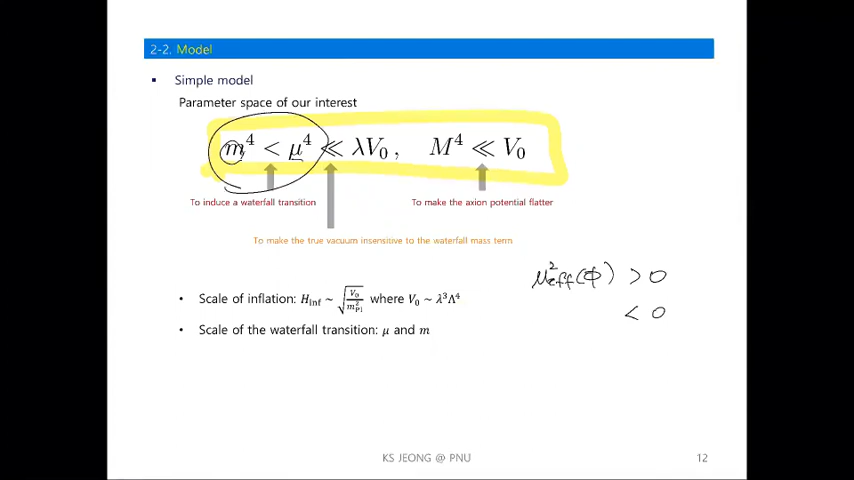 2-2. Model
▪ Simple model
Parameter space of our interest
m⁴ < μ⁴ ≪ λV₀ , M⁴ ≪ V₀
To induce a waterfall transition To make the axion potential flatter
To make the true vacuum insensitive to the waterfall mass term
μ²eff(Φ) > 0
• Scale of inflation: H_inf ~ √(V₀/m²_Pl) where V₀ ~ λ³Λ⁴
< 0
• Scale of the waterfall transition: μ and m
KS JEONG @ PNU 12